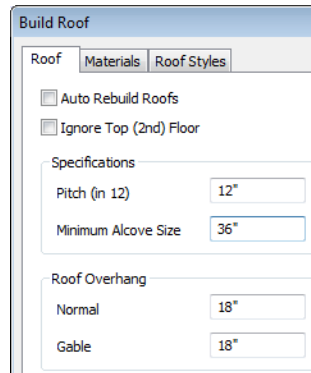 Build Roof
Roof Materials Roof Styles
Auto Rebuild Roofs
Ignore Top (2nd) Floor
Specifications
Pitch (in 12) 12"
Minimum Alcove Size 36"
Roof Overhang
Normal 18"
Gable 18"